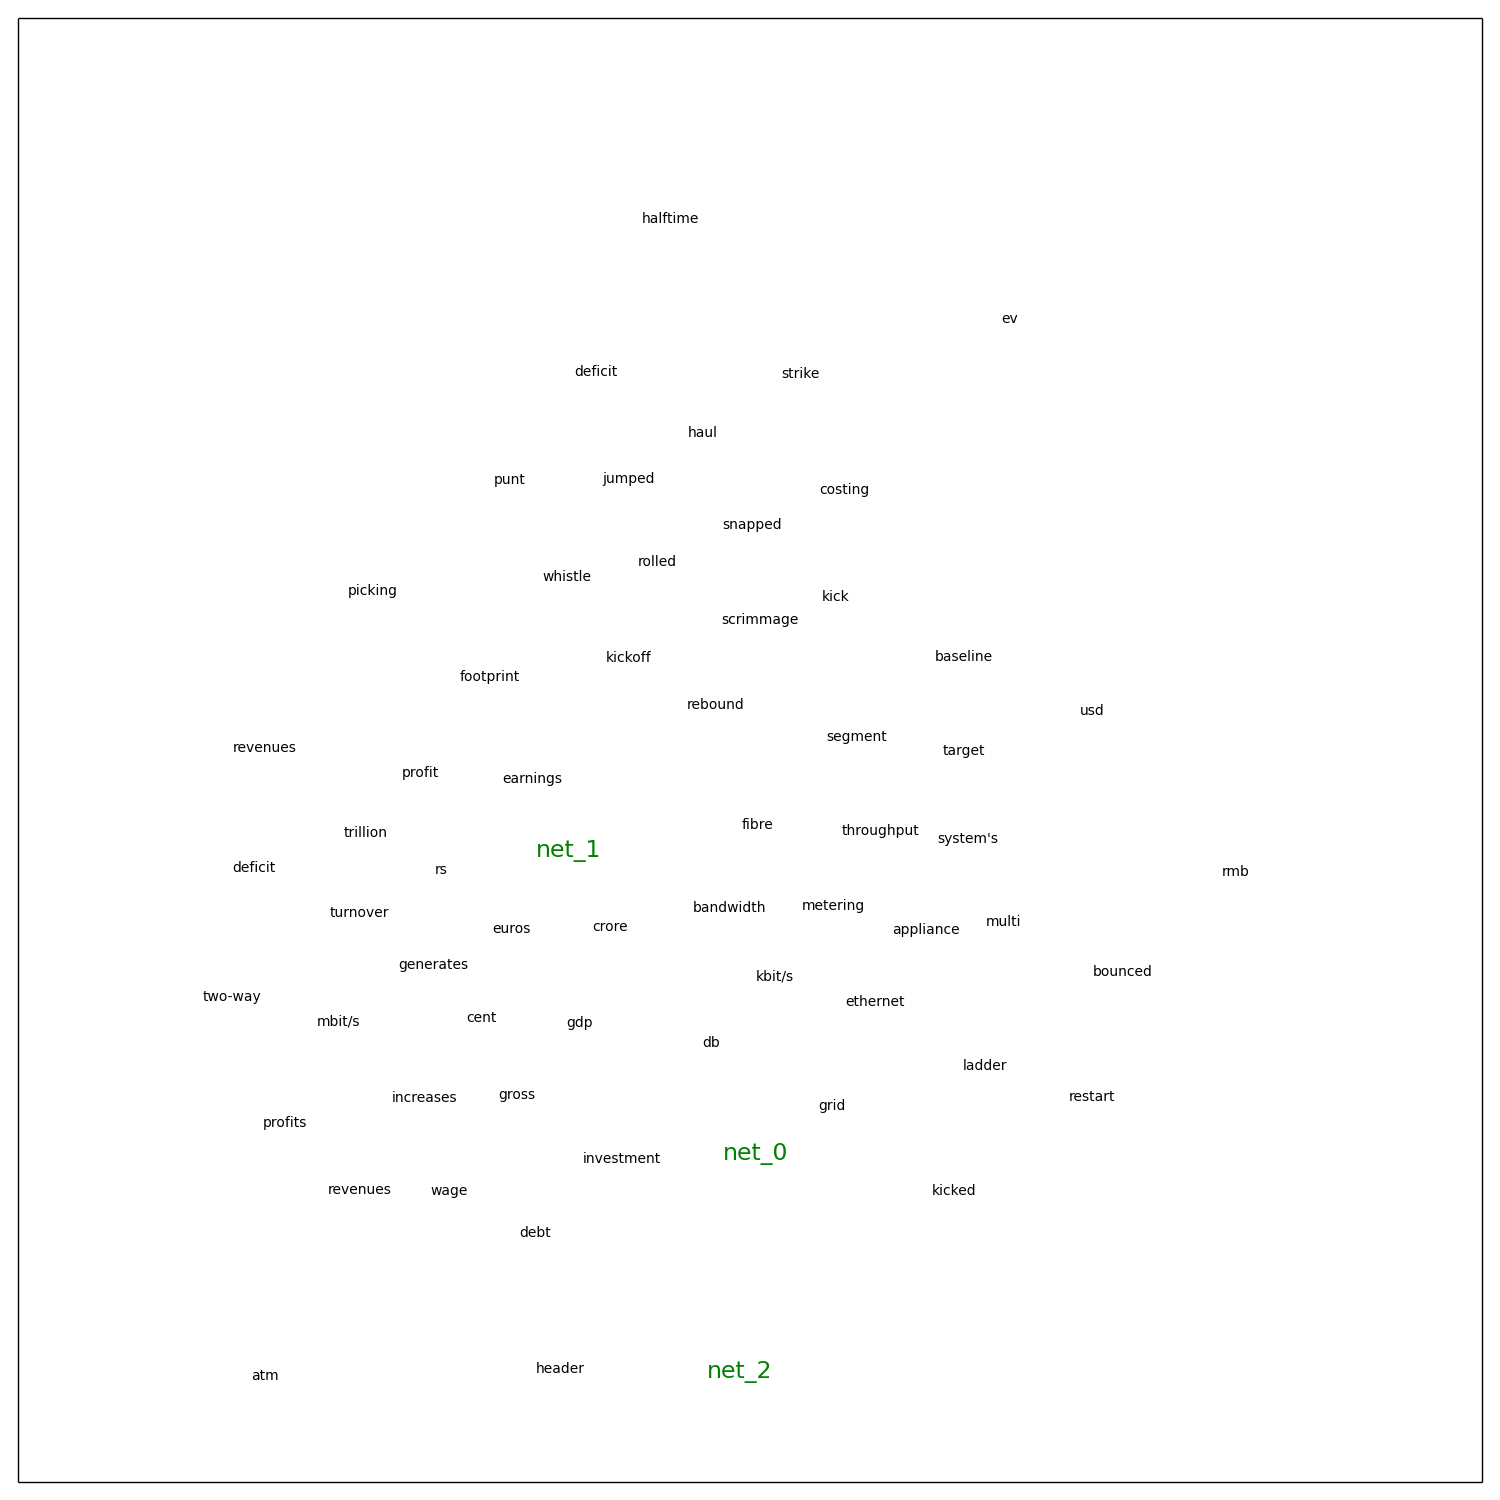 halftime
ev
deficit
strike
haul
punt
jumped
costing
snapped
rolled
whistle
picking
kick
scrimmage
kickoff
baseline
footprint
rebound
usd
segment
revenues
target
profit
earnings
fibre
trillion
throughput
system's
net_1
deficit
rs
rmb
metering
bandwidth
turnover
multi
crore
euros
appliance
generates
bounced
kbit/s
two-way
ethernet
cent
mbit/s
gdp
db
ladder
gross
restart
increases
grid
profits
net_0
investment
revenues
wage
kicked
debt
header
net_2
atm